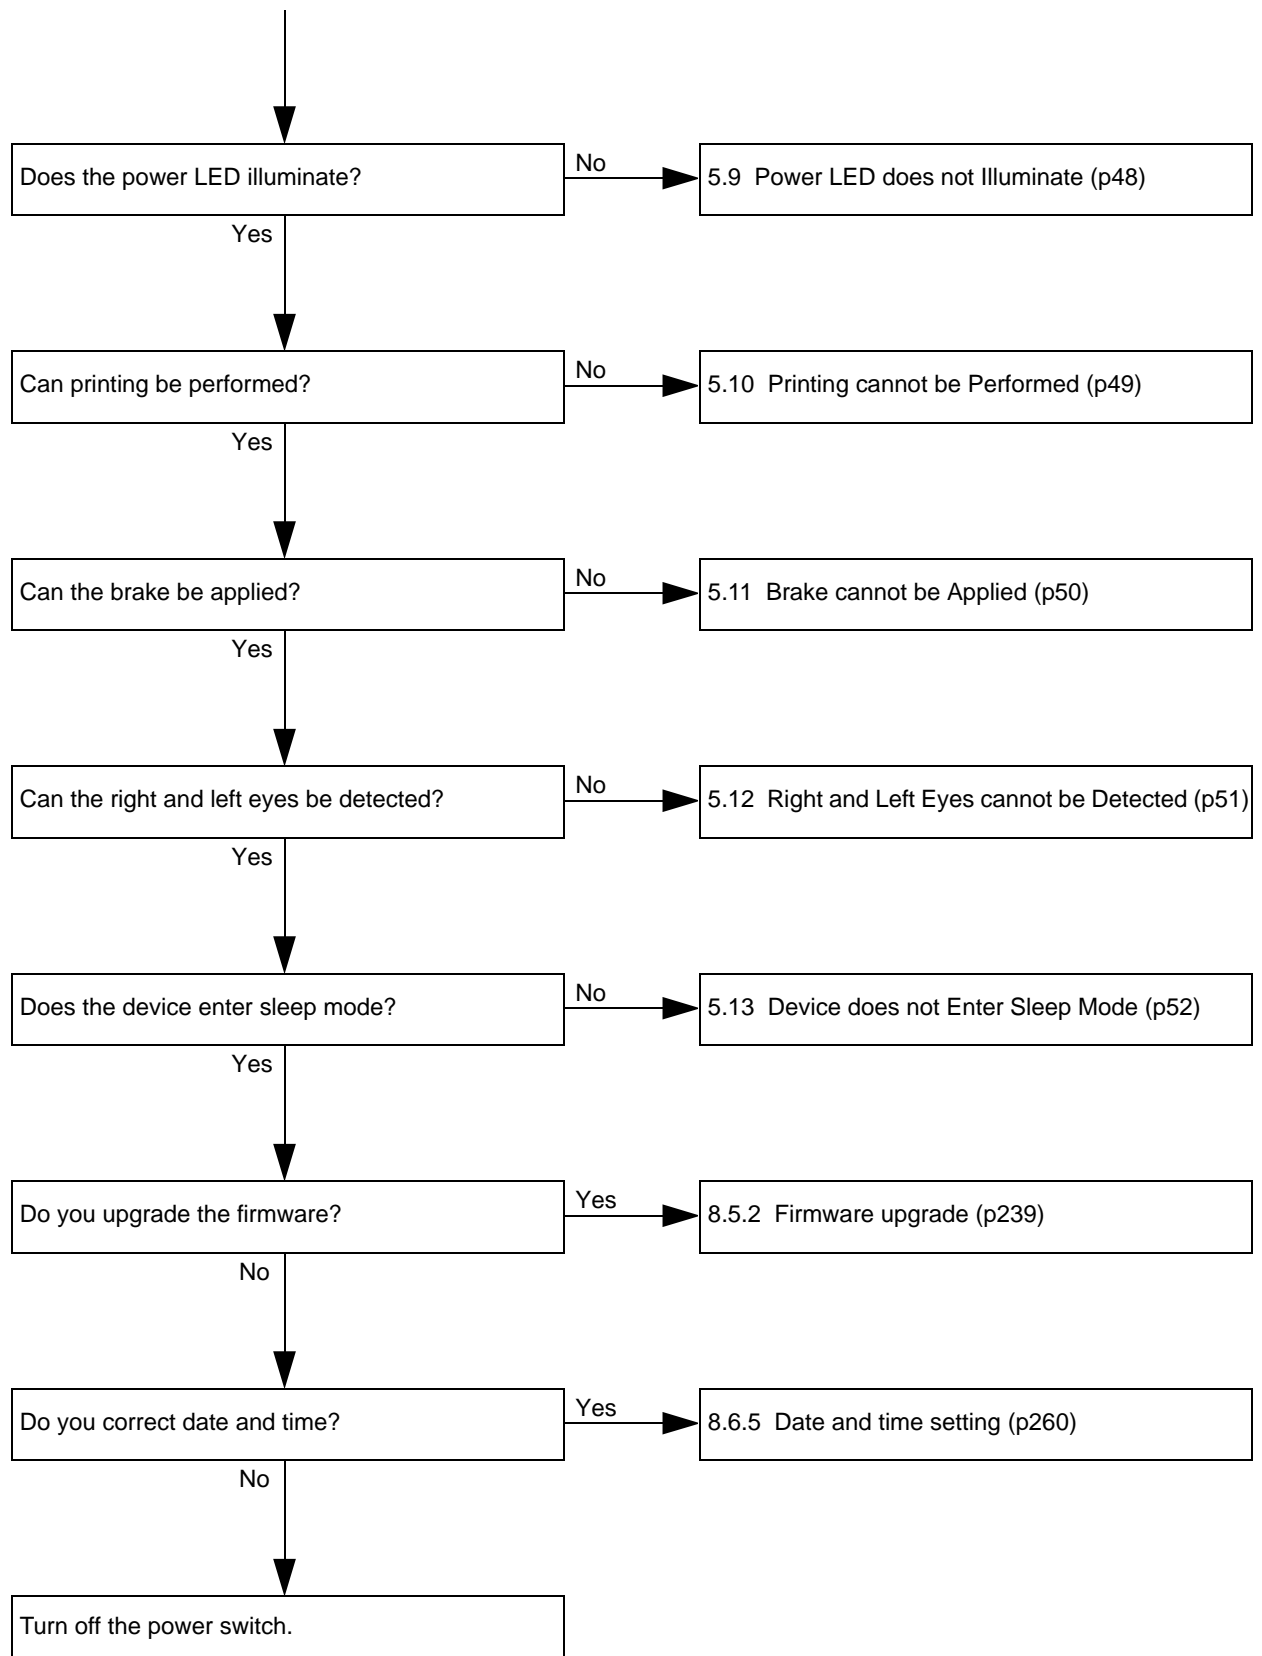 Does the power LED illuminate?
No
5.9  Power LED does not Illuminate (p48)
Yes
Can printing be performed?
No
5.10  Printing cannot be Performed (p49)
Yes
Can the brake be applied?
No
5.11  Brake cannot be Applied (p50)
Yes
Can the right and left eyes be detected?
No
5.12  Right and Left Eyes cannot be Detected (p51)
Yes
Does the device enter sleep mode?
No
5.13  Device does not Enter Sleep Mode (p52)
Yes
Do you upgrade the firmware?
Yes
8.5.2  Firmware upgrade (p239)
No
Do you correct date and time?
Yes
8.6.5  Date and time setting (p260)
No
Turn off the power switch.